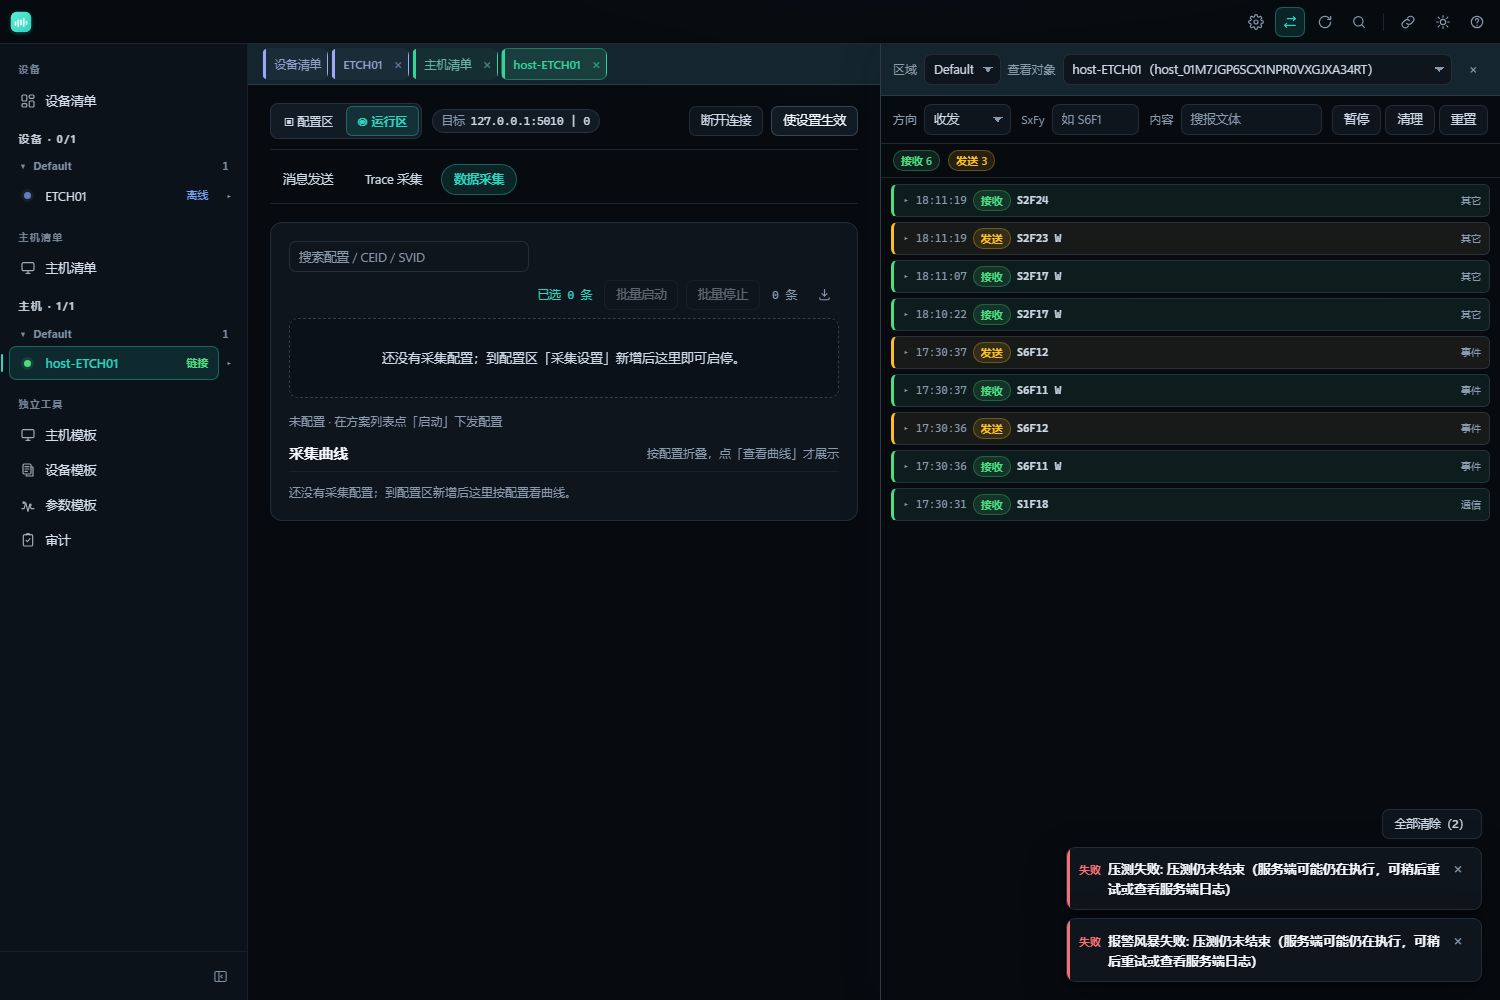 设备
设备清单
设备 · 0/1
Default 1
ETCH01 离线
主机清单
主机清单
主机 · 1/1
Default 1
host-ETCH01 链接
独立工具
主机模板
设备模板
参数模板
审计
设备清单 ETCH01 × 主机清单 × host-ETCH01 ×
配置区 运行区 目标 127.0.0.1:5010 | 0 断开连接 使设置生效
消息发送 Trace 采集 数据采集
搜索配置 / CEID / SVID
已选 0 条 批量启动 批量停止 0 条
还没有采集配置；到配置区「采集设置」新增后这里即可启停。
未配置 · 在方案列表点「启动」下发配置
采集曲线 按配置折叠，点「查看曲线」才展示
还没有采集配置；到配置区新增后这里按配置看曲线。
区域 Default 查看对象 host-ETCH01（host_01M7JGP6SCX1NPR0VXGJXA34RT） ×
方向 收发 SxFy 如 S6F1 内容 搜报文体 暂停 清理 重置
接收 6 发送 3
18:11:19 接收 S2F24 其它
18:11:19 发送 S2F23 W 其它
18:11:07 接收 S2F17 W 其它
18:10:22 接收 S2F17 W 其它
17:30:37 发送 S6F12 事件
17:30:37 接收 S6F11 W 事件
17:30:36 发送 S6F12 事件
17:30:36 接收 S6F11 W 事件
17:30:31 接收 S1F18 通信
全部清除（2）
失败 压测失败: 压测仍未结束（服务端可能仍在执行，可稍后重 ×
试或查看服务端日志）
失败 报警风暴失败: 压测仍未结束（服务端可能仍在执行，可稍 ×
后重试或查看服务端日志）